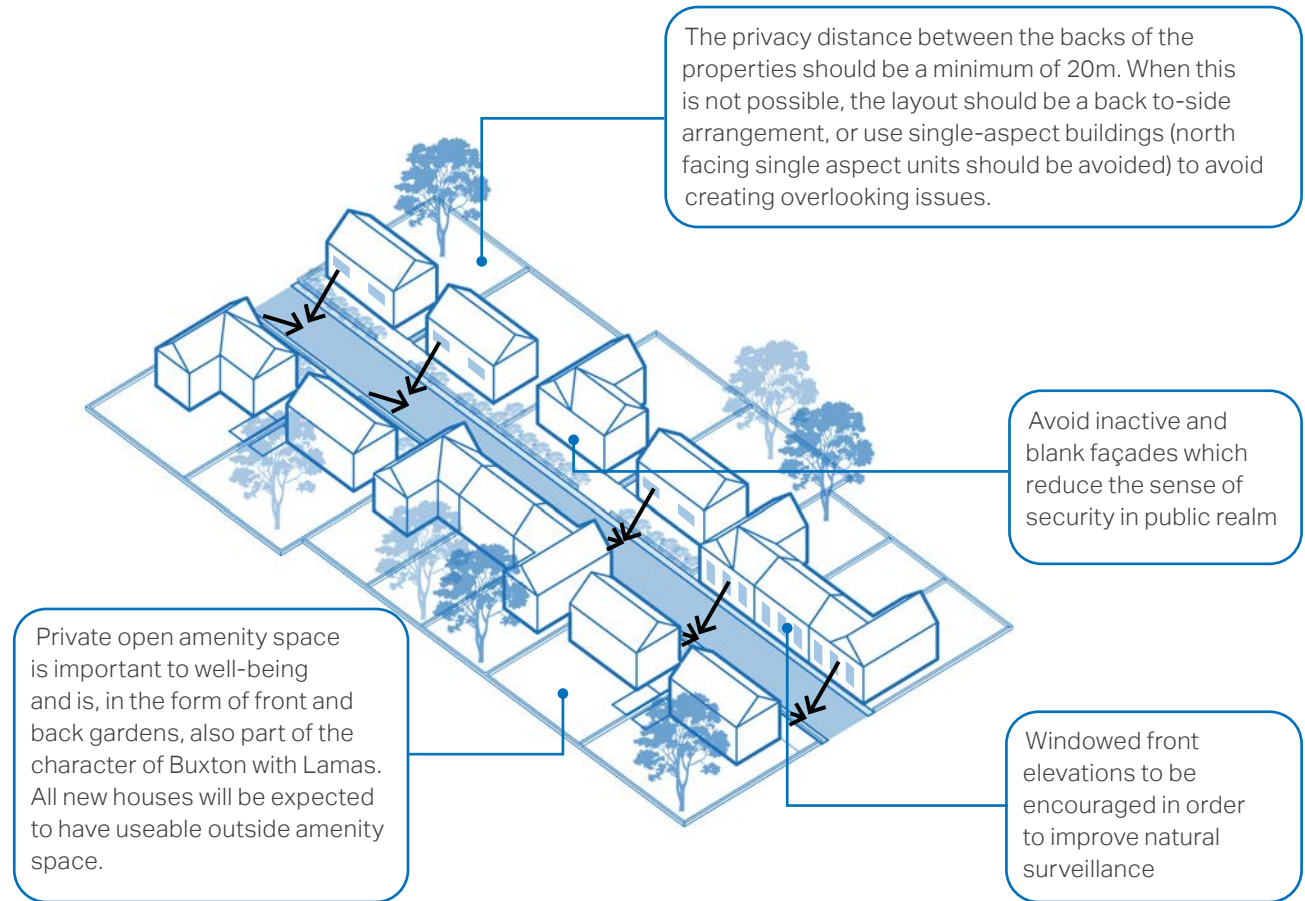 The privacy distance between the backs of the
properties should be a minimum of 20m. When this
is not possible, the layout should be a back to-side
arrangement, or use single-aspect buildings (north
facing single aspect units should be avoided) to avoid
creating overlooking issues.
Avoid inactive and
blank façades which
reduce the sense of
security in public realm
Private open amenity space
is important to well-being
and is, in the form of front and
back gardens, also part of the
character of Buxton with Lamas.
All new houses will be expected
to have useable outside amenity
space.
Windowed front
elevations to be
encouraged in order
to improve natural
surveillance